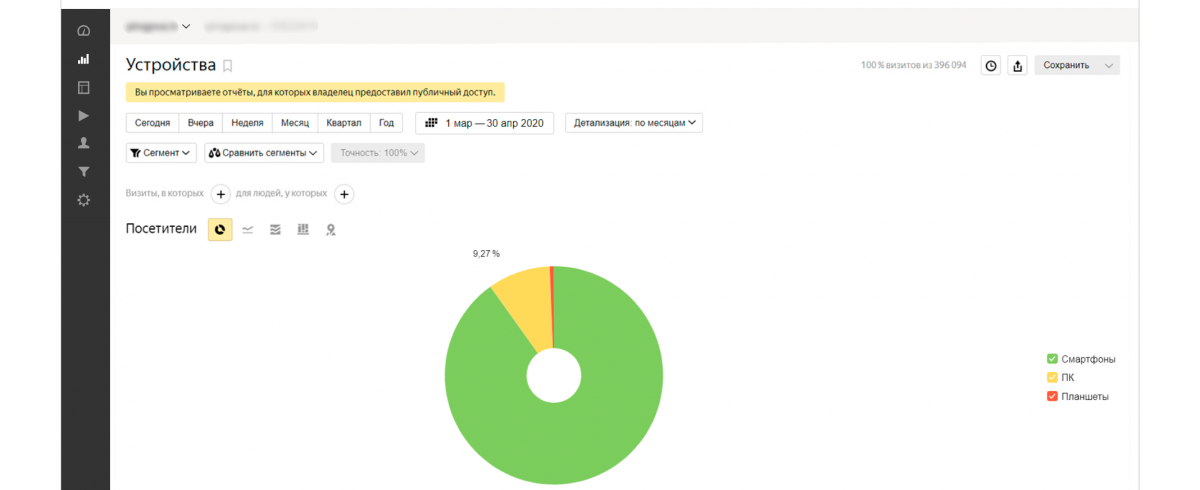 Устройства
100 % визитов из 396 094
Сохранить
Вы просматриваете отчёты, для которых владелец предоставил публичный доступ.
Сегодня Вчера Неделя Месяц Квартал Год
1 мар — 30 апр 2020
Детализация: по месяцам
Сегмент
Сравнить сегменты
Точность: 100%
Визиты, в которых + для людей, у которых +
Посетители
9,27 %
Смартфоны
ПК
Планшеты